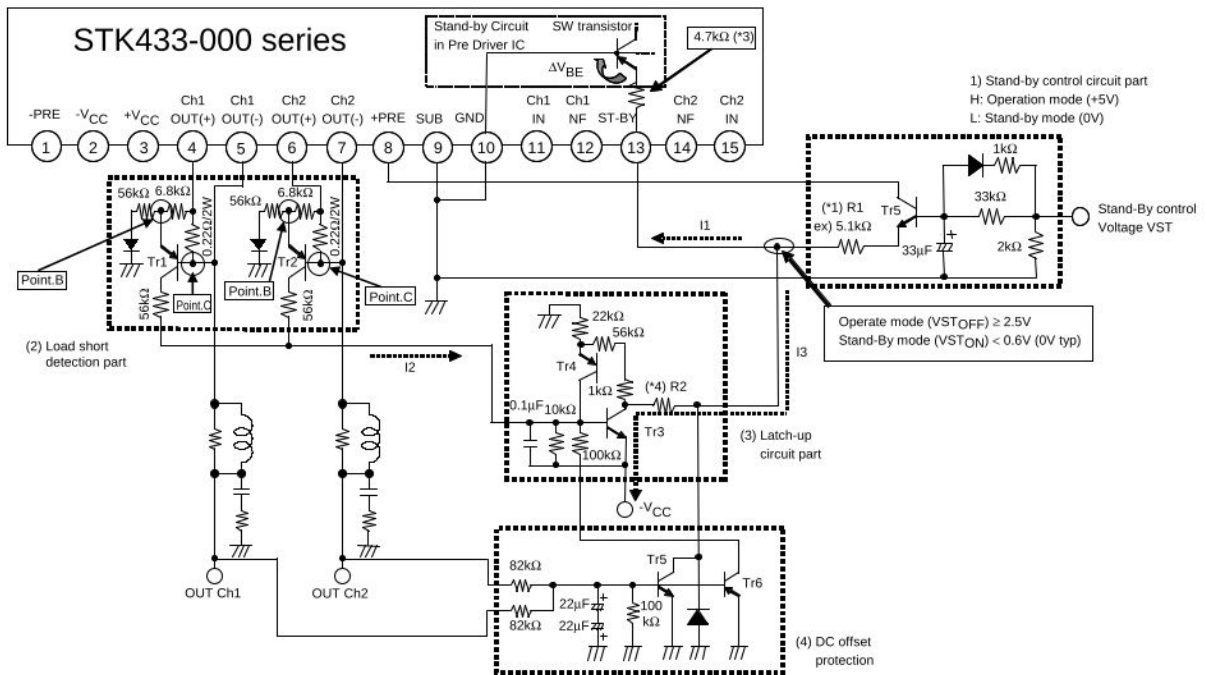 STK433-000 series
Stand-by Circuit
in Pre Driver IC
SW transistor
ΔVBE
4.7kΩ (*3)
1) Stand-by control circuit part
H: Operation mode (+5V)
L: Stand-by mode (0V)
-PRE
-VCC
+VCC
Ch1
OUT(+)
Ch1
OUT(-)
Ch2
OUT(+)
Ch2
OUT(-)
+PRE
SUB
GND
Ch1
IN
Ch1
NF
ST-BY
Ch2
NF
Ch2
IN
1
2
3
4
5
6
7
8
9
10
11
12
13
14
15
56kΩ
6.8kΩ
0.22Ω/2W
Tr1
56kΩ
Point.B
Point.C
56kΩ
6.8kΩ
0.22Ω/2W
Tr2
56kΩ
Point.B
Point.C
(2) Load short
detection part
I1
I2
I3
(*1) R1
ex) 5.1kΩ
Tr5
1kΩ
33kΩ
33μF
+
2kΩ
Stand-By control
Voltage VST
Operate mode (VSTOFF) ≥ 2.5V
Stand-By mode (VSTON) < 0.6V (0V typ)
22kΩ
56kΩ
Tr4
1kΩ
(*4) R2
0.1μF
10kΩ
Tr3
100kΩ
(3) Latch-up
circuit part
-VCC
OUT Ch1
OUT Ch2
82kΩ
82kΩ
22μF
+
22μF
+
100
kΩ
Tr5
Tr6
(4) DC offset
protection